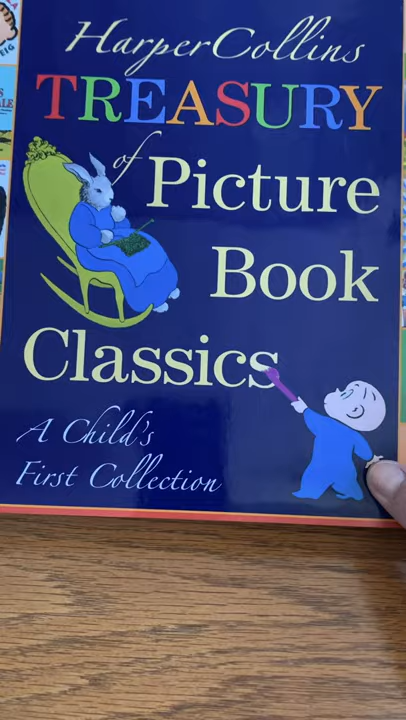 HarperCollins
TREASURY
of Picture
Book
Classics
A Child's
First Collection